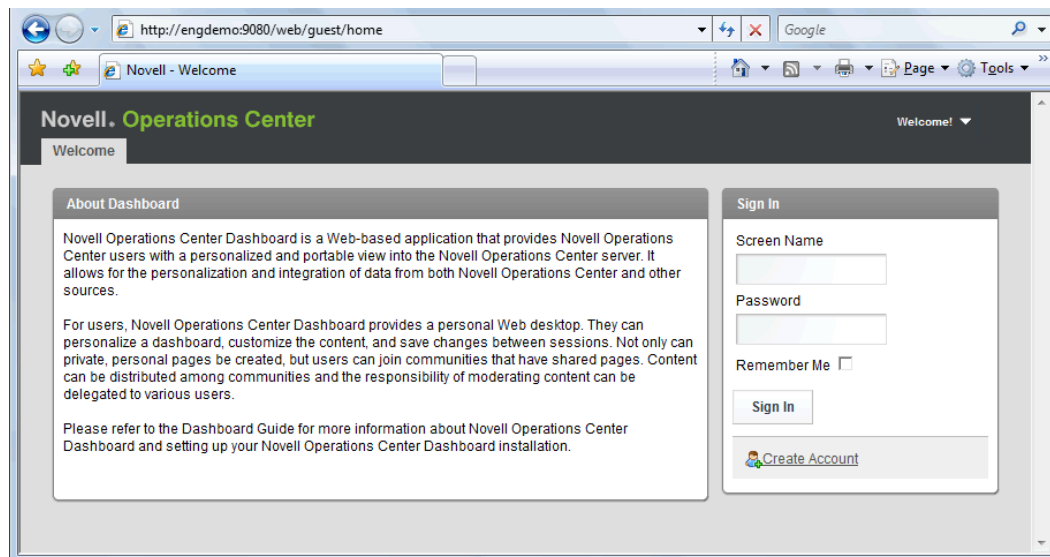 http://engdemo:9080/web/guest/home
Google
Novell - Welcome
Page
Tools
Novell. Operations Center
Welcome!
Welcome
About Dashboard
Novell Operations Center Dashboard is a Web-based application that provides Novell Operations
Center users with a personalized and portable view into the Novell Operations Center server. It
allows for the personalization and integration of data from both Novell Operations Center and other
sources.
For users, Novell Operations Center Dashboard provides a personal Web desktop. They can
personalize a dashboard, customize the content, and save changes between sessions. Not only can
private, personal pages be created, but users can join communities that have shared pages. Content
can be distributed among communities and the responsibility of moderating content can be
delegated to various users.
Please refer to the Dashboard Guide for more information about Novell Operations Center
Dashboard and setting up your Novell Operations Center Dashboard installation.
Sign In
Screen Name
Password
Remember Me
Sign In
Create Account